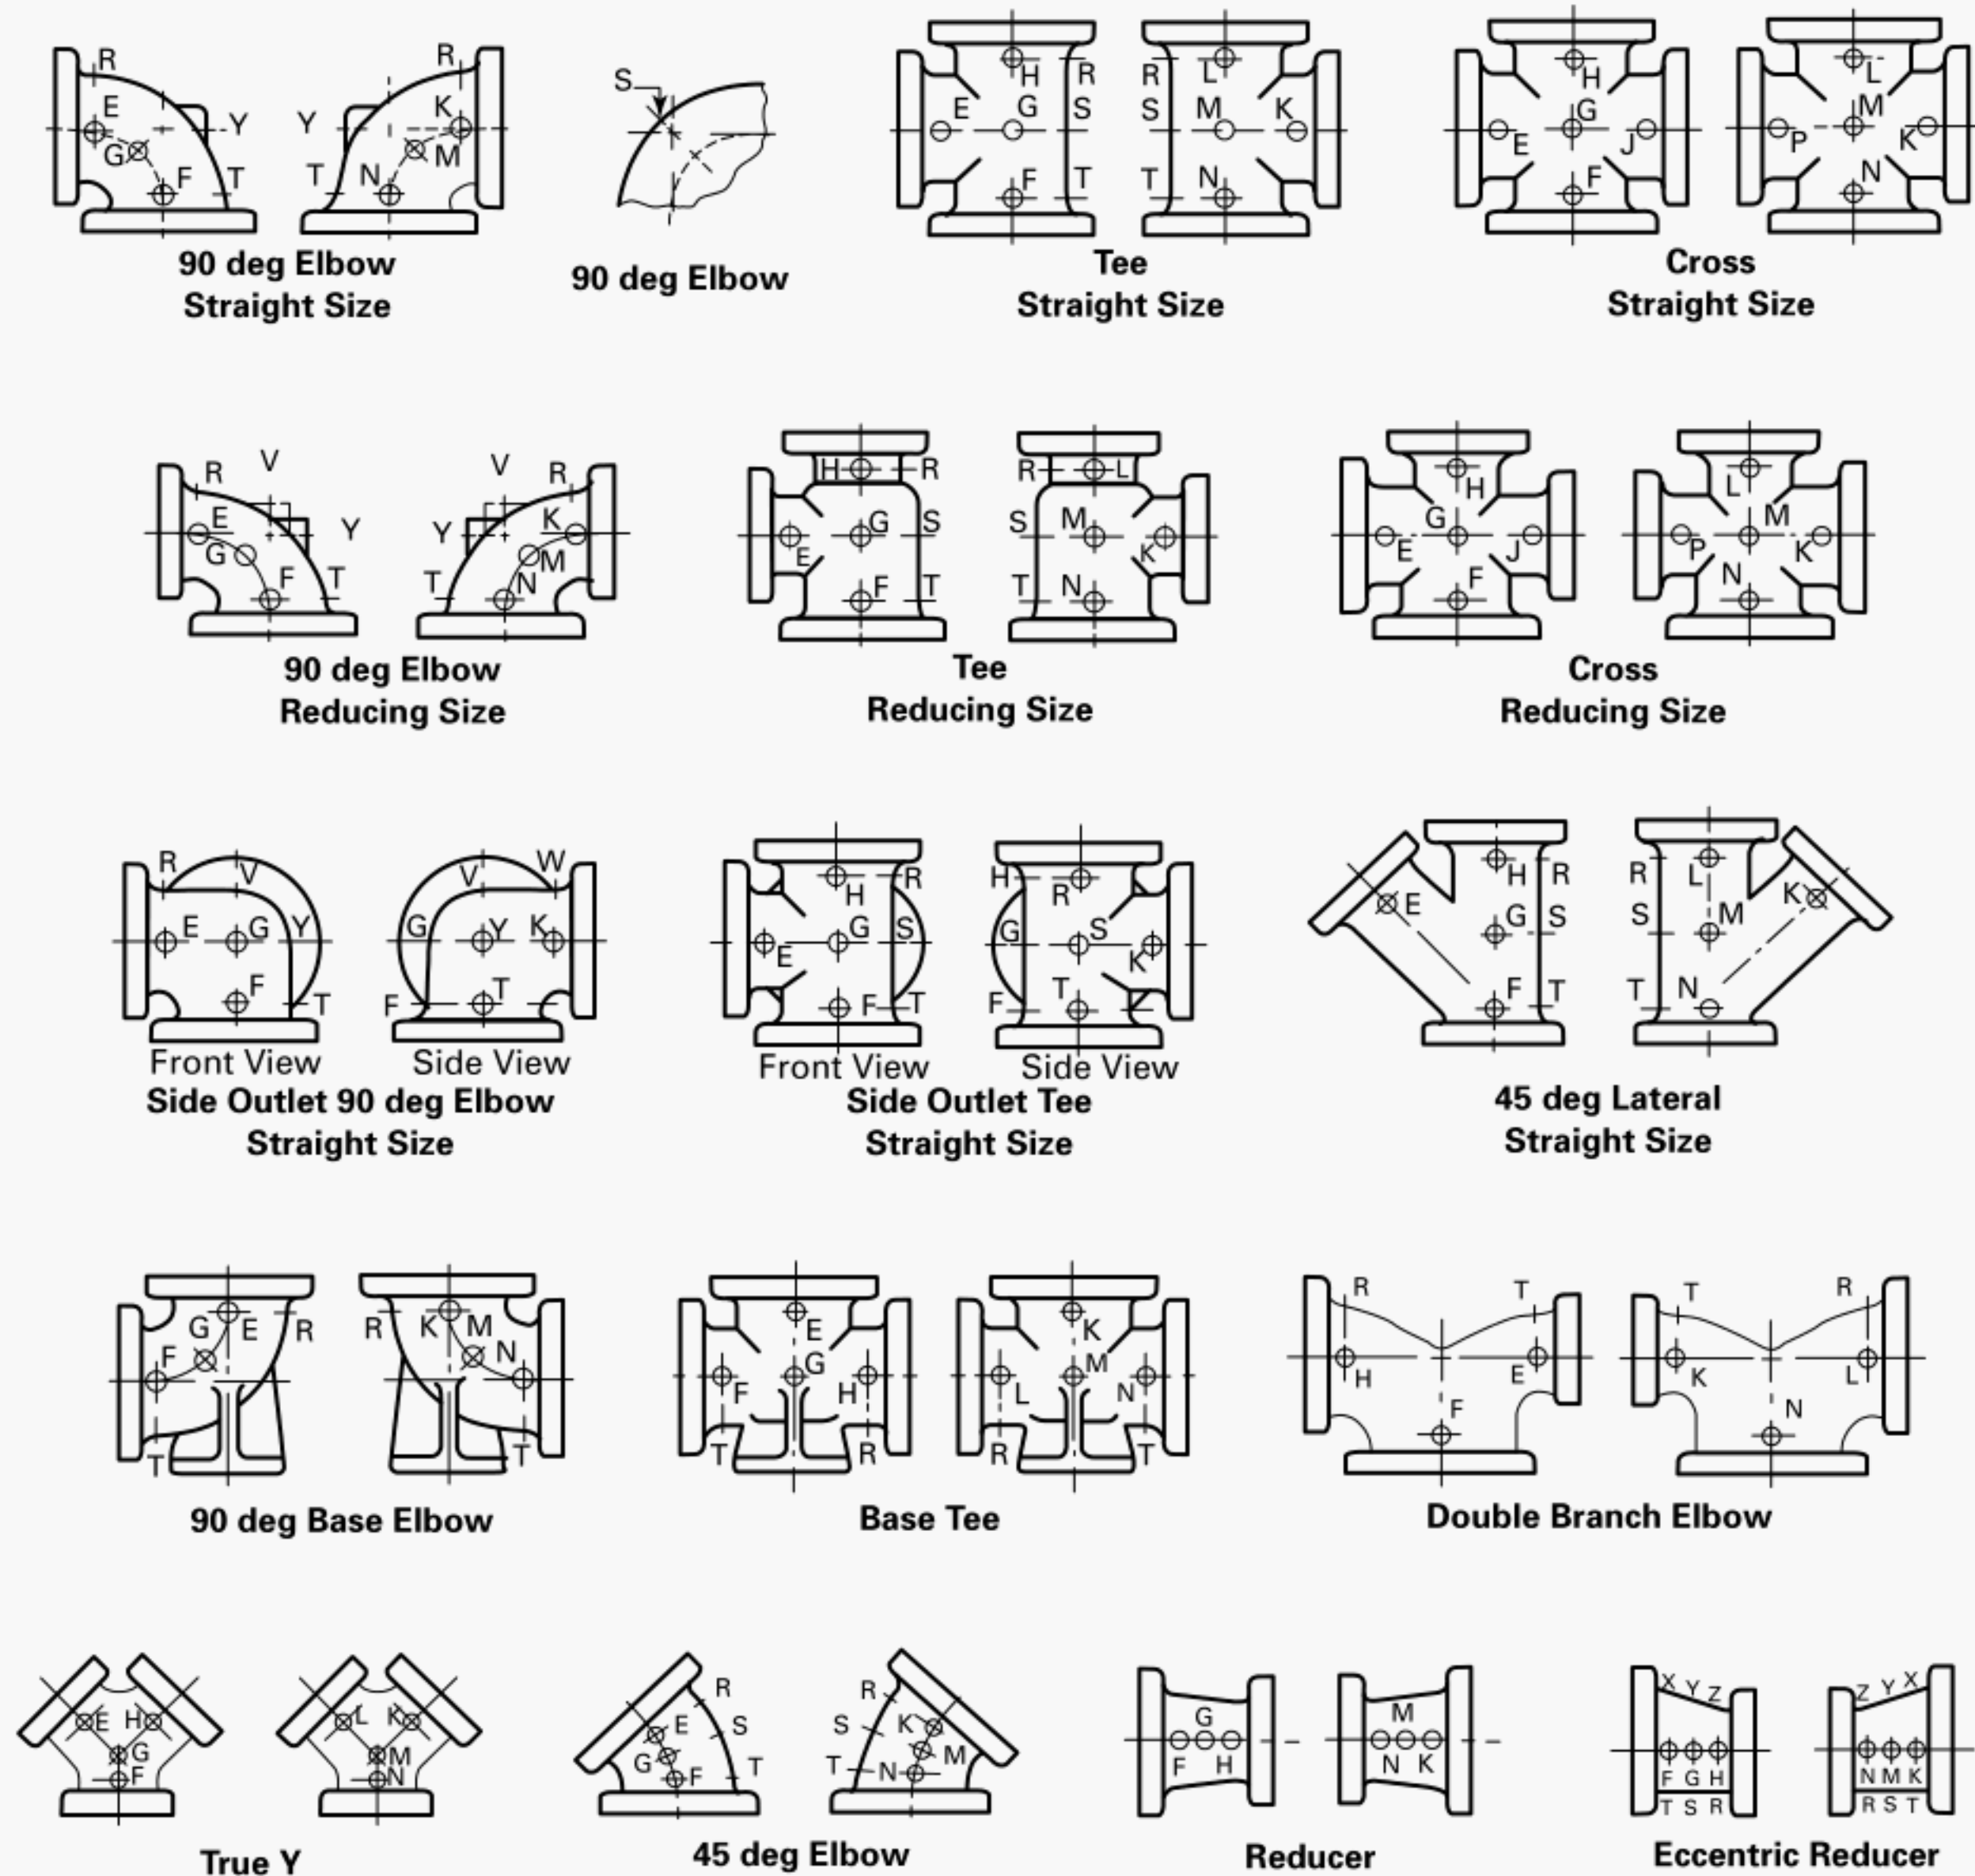 R
E
Y
G
F
T
R
K
Y
M
T
N
90 deg Elbow
Straight Size
S
90 deg Elbow
H R
E G S
F T
R L
S M K
T N
Tee
Straight Size
H
G
E J
F
L
M
P K
N
Cross
Straight Size
V
R
E Y
G
F T
V
R
Y K
M
T N
90 deg Elbow
Reducing Size
H R
G S
E
F T
R L
S M
K
T N
Tee
Reducing Size
H
G
E J
F
L
M
P K
N
Cross
Reducing Size
R
V
E G Y
F
T
W
V
G Y K
F T
Front View Side View
Side Outlet 90 deg Elbow
Straight Size
H R
G S
E
F T
H R
G S
K
F T
Front View Side View
Side Outlet Tee
Straight Size
H R
E
G S
F T
R L
K
S M
T N
45 deg Lateral
Straight Size
G E R
F
T
R K M
N
T
90 deg Base Elbow
E
G
F H
T R
K
M
L N
R T
Base Tee
R T
H E
F
T R
K L
N
Double Branch Elbow
E H
G
F
L K
M
N
True Y
R
E S
G
F T
R
S K
M
T N
45 deg Elbow
G
F H
M
N K
Reducer
X Y Z
F G H
T S R
Z Y X
N M K
R S T
Eccentric Reducer